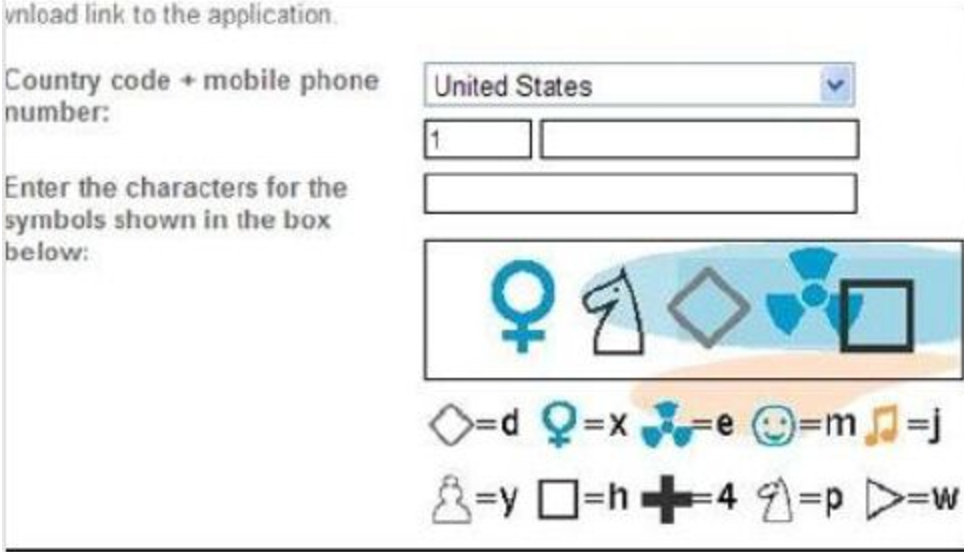 wnload link to the application.
Country code + mobile phone
number:
United States
1
Enter the characters for the
symbols shown in the box
below:
=d =x =e =m =j
=y =h =4 =p =w